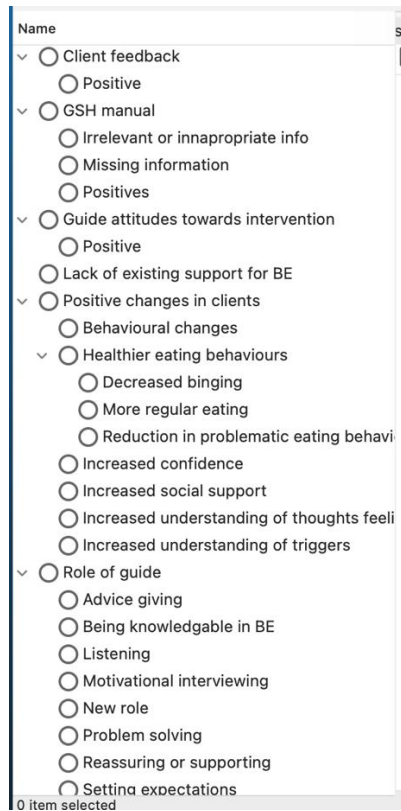 Name
Client feedback
Positive
GSH manual
Irrelevant or innapropriate info
Missing information
Positives
Guide attitudes towards intervention
Positive
Lack of existing support for BE
Positive changes in clients
Behavioural changes
Healthier eating behaviours
Decreased binging
More regular eating
Reduction in problematic eating behavi
Increased confidence
Increased social support
Increased understanding of thoughts feeli
Increased understanding of triggers
Role of guide
Advice giving
Being knowledgable in BE
Listening
Motivational interviewing
New role
Problem solving
Reassuring or supporting
Setting expectations
0 item selected